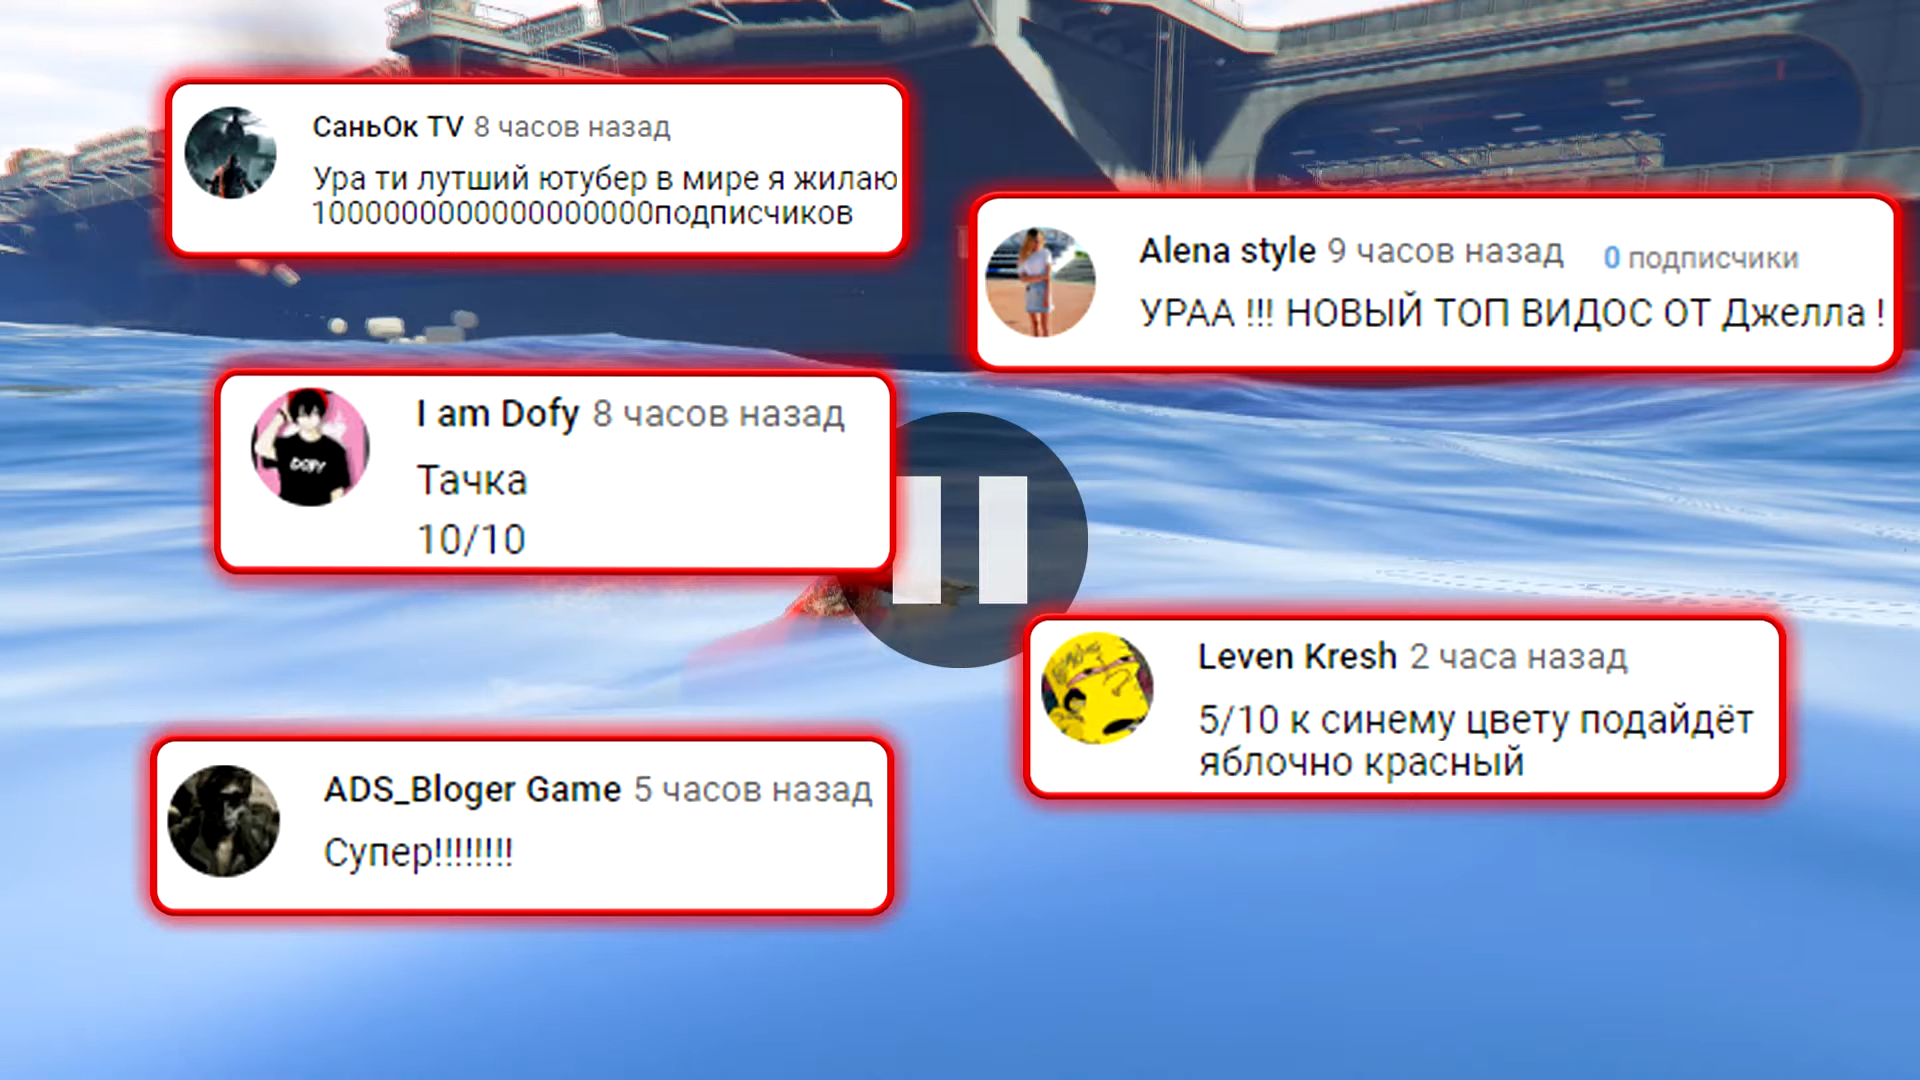 СаньОк TV 8 часов назад
Ура ти лутший ютубер в мире я жилаю
1000000000000000000подписчиков
Alena style 9 часов назад 0 подписчики
УРАА !!! НОВЫЙ ТОП ВИДОС ОТ Джелла !
I am Dofy 8 часов назад
Тачка
10/10
DOFY
Leven Kresh 2 часа назад
5/10 к синему цвету подайдёт
яблочно красный
ADS_Bloger Game 5 часов назад
Супер!!!!!!!!